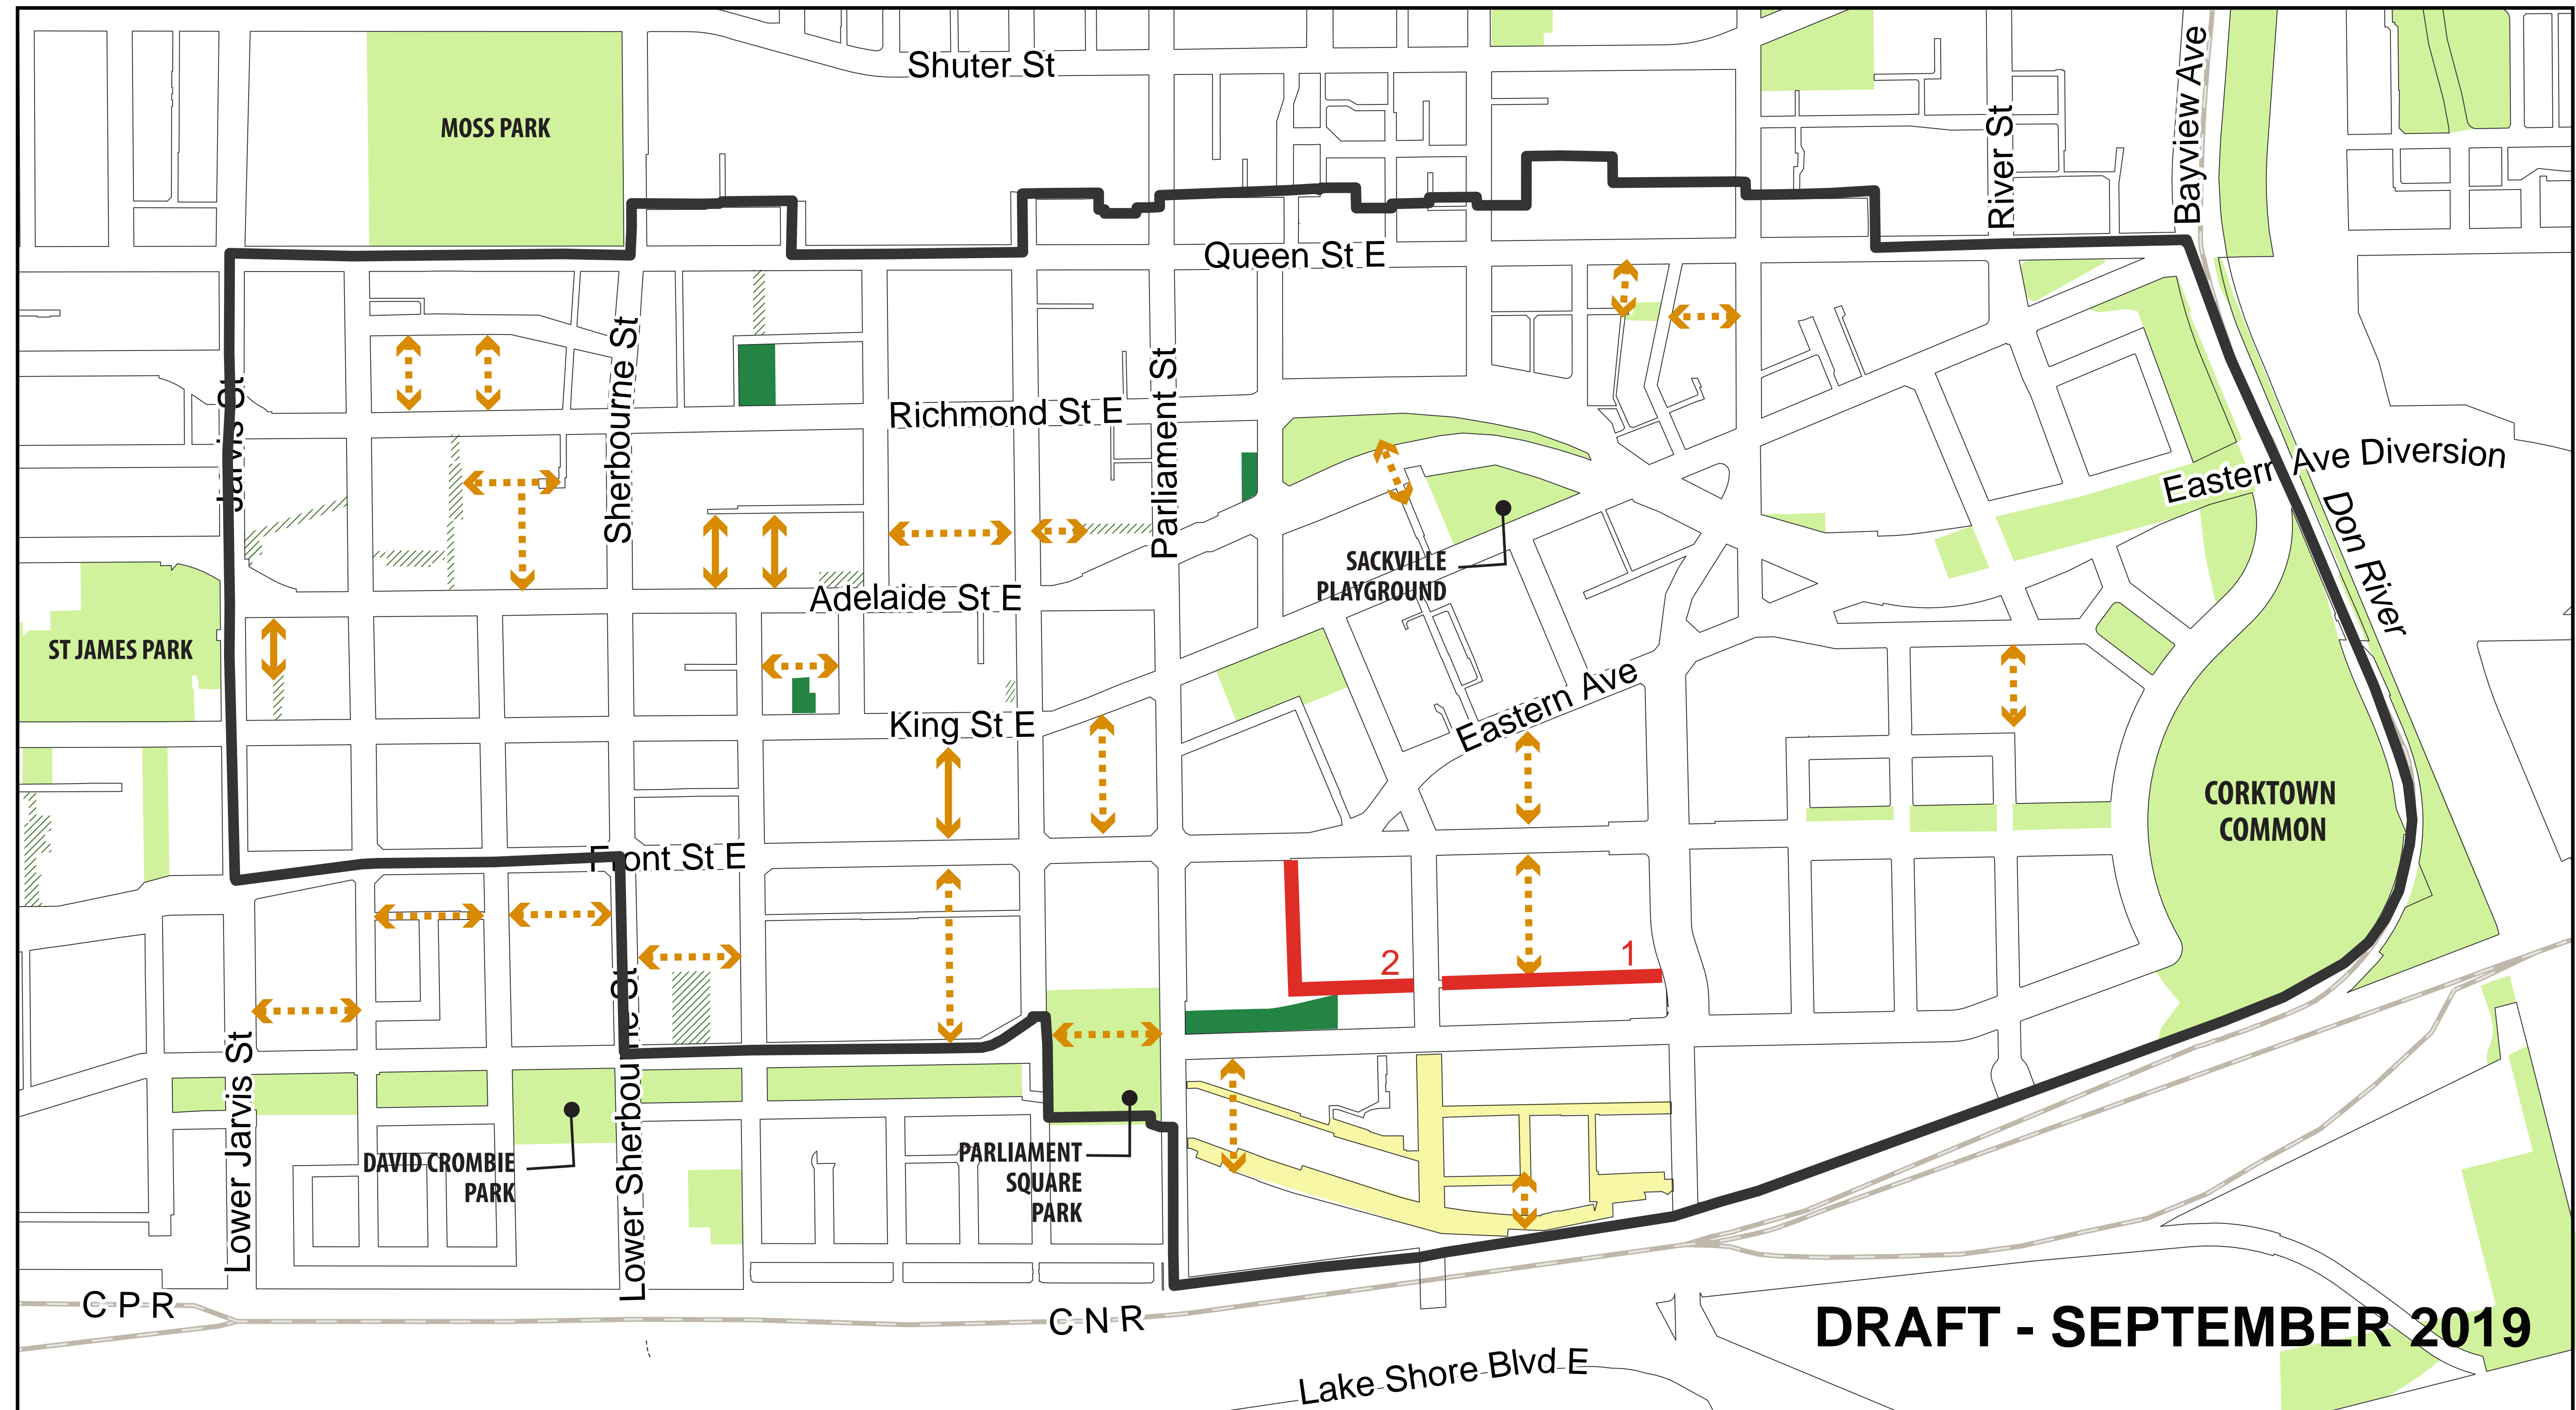 Shuter St
MOSS PARK
River St
Bayview Ave
Queen St E
Jarvis St
Sherbourne St
Richmond St E
Parliament St
Eastern Ave Diversion
Don River
SACKVILLE
PLAYGROUND
Adelaide St E
ST JAMES PARK
King St E
Eastern Ave
CORKTOWN
COMMON
Front St E
2
1
Lower Jarvis St
Lower Sherbourne St
DAVID CROMBIE
PARK
PARLIAMENT
SQUARE
PARK
C P R
C N R
DRAFT - SEPTEMBER 2019
Lake Shore Blvd E